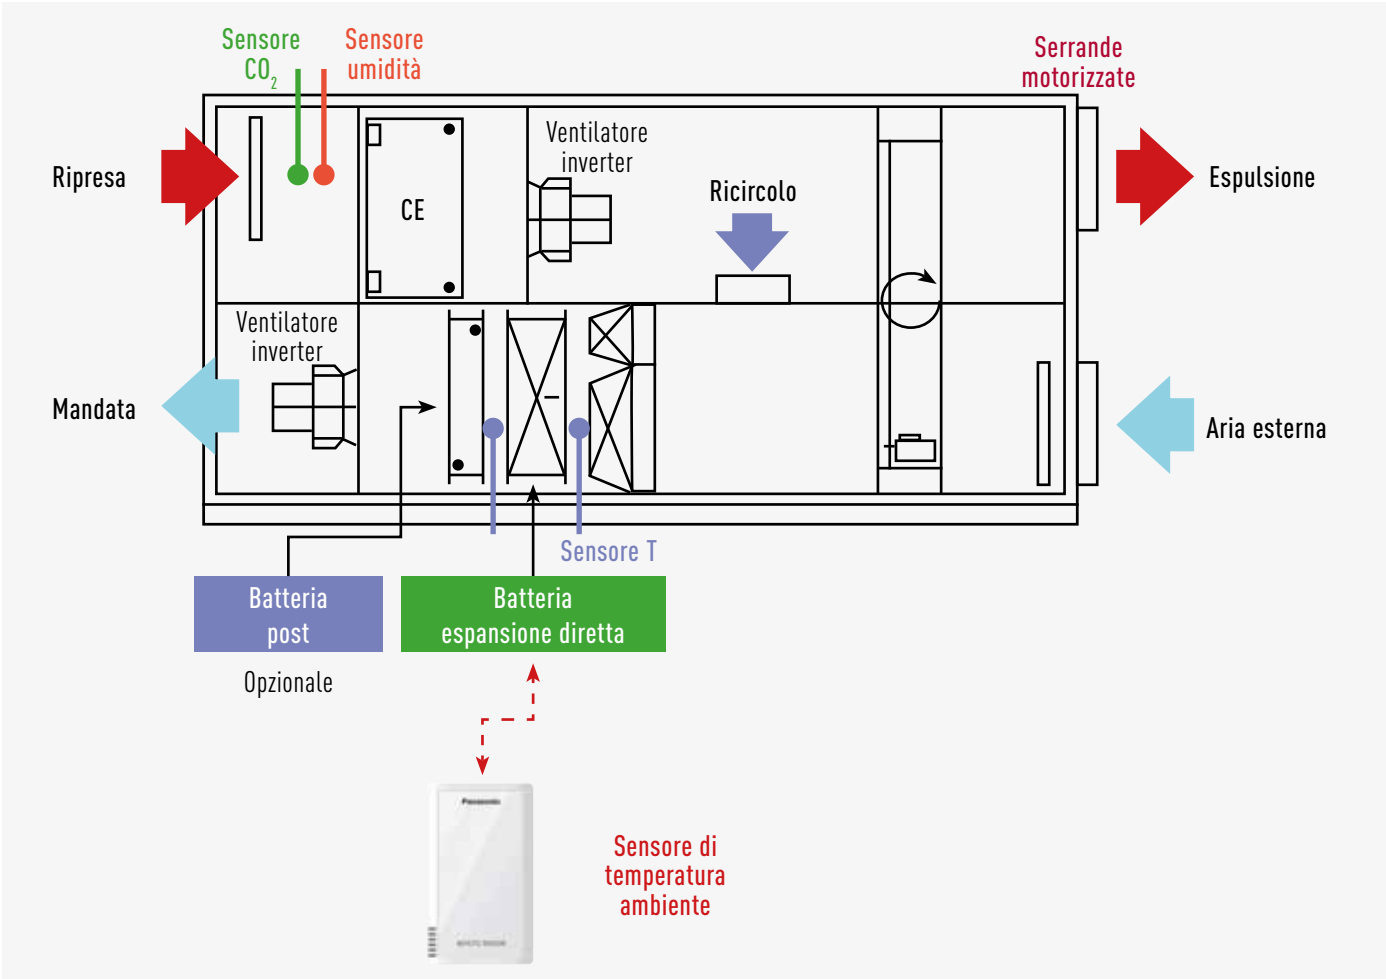 Sensore
CO₂
Sensore
umidità
Serrande
motorizzate
Ripresa
CE
Ventilatore
inverter
Ricircolo
Espulsione
Ventilatore
inverter
Mandata
Aria esterna
Sensore T
Batteria
post
Batteria
espansione diretta
Opzionale
Panasonic
Sensore di
temperatura
ambiente